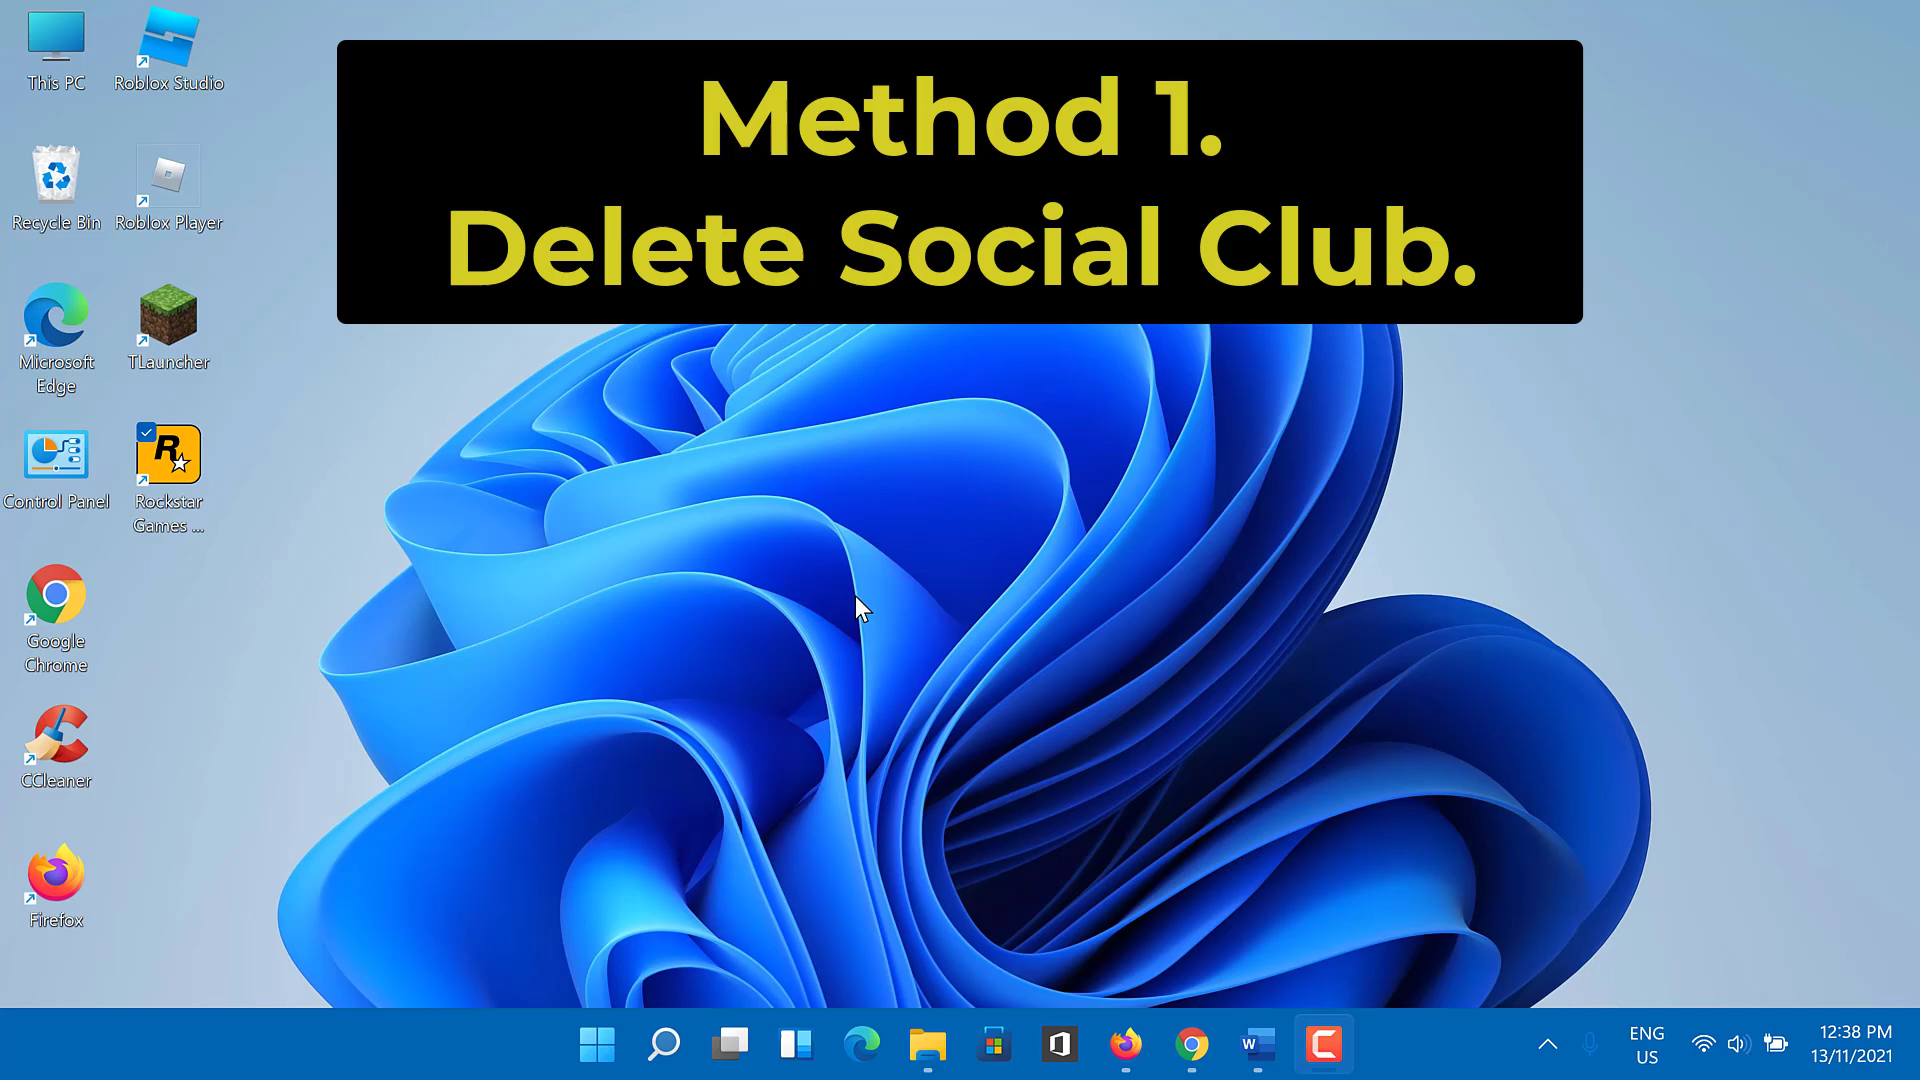 Method 1.
Delete Social Club.
This PC
Roblox Studio
Recycle Bin
Roblox Player
Microsoft
Edge
TLauncher
Control Panel
R
Rockstar
Games ...
Google
Chrome
CCleaner
Firefox
W
ENG
US
12:38 PM
13/11/2021